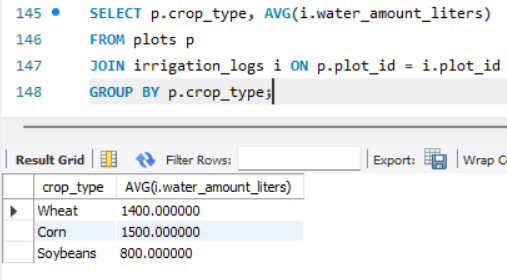 145 SELECT p.crop_type, AVG(i.water_amount_liters)
146 FROM plots p
147 JOIN irrigation_logs i ON p.plot_id = i.plot_id
148 GROUP BY p.crop_type;
Result Grid Filter Rows: Export: Wrap C
crop_type AVG(i.water_amount_liters)
Wheat 1400.000000
Corn 1500.000000
Soybeans 800.000000